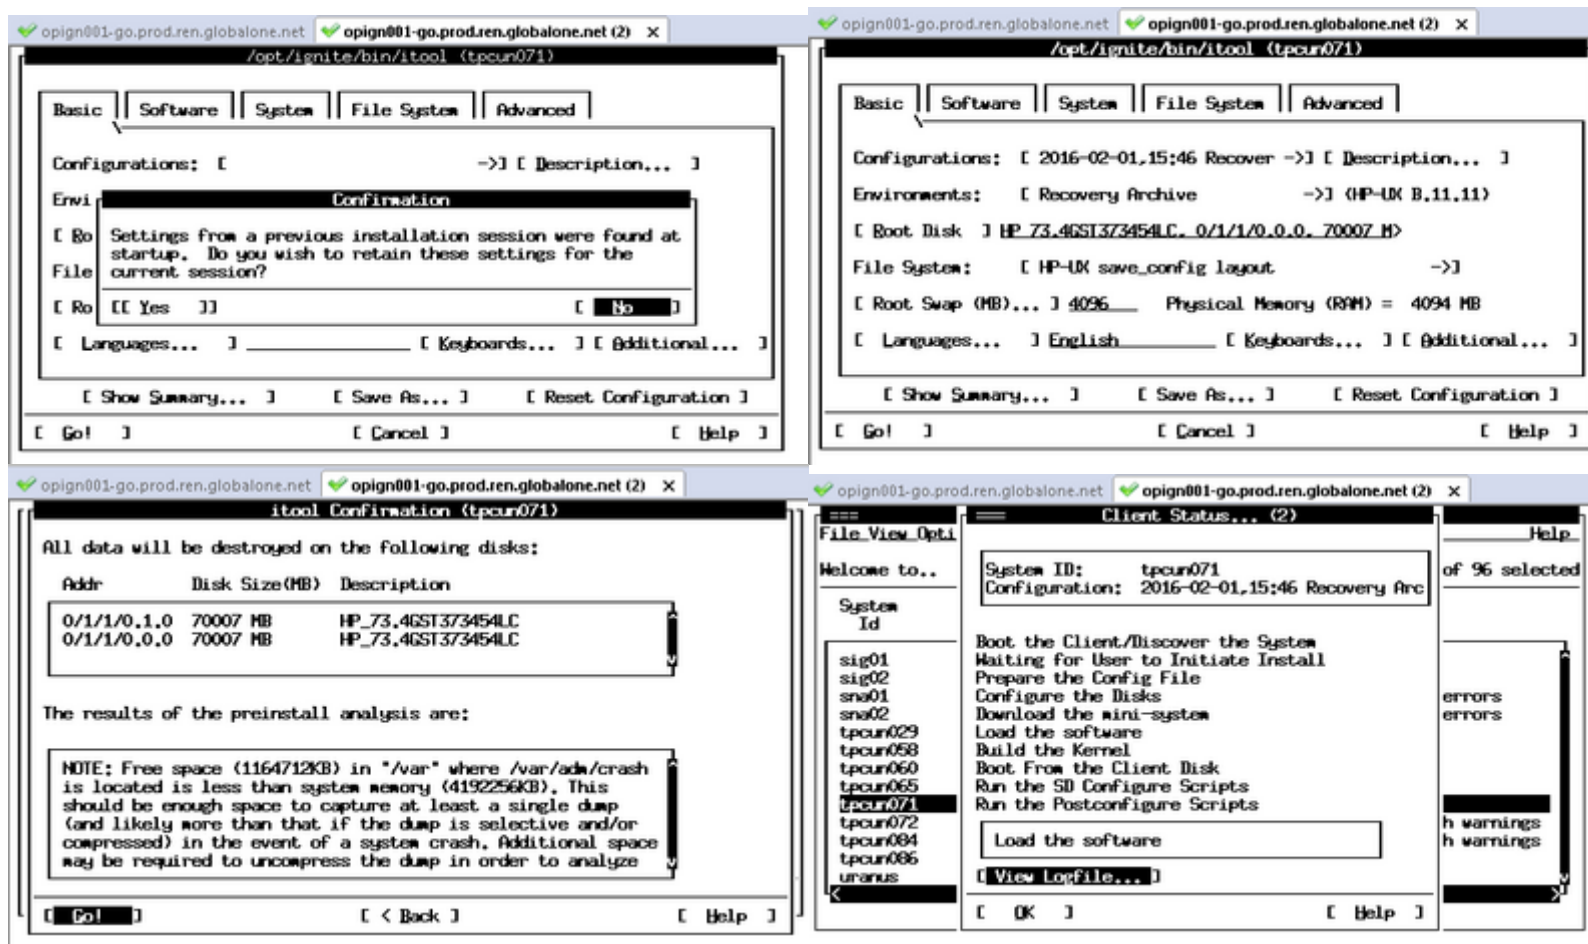 opign001-go.prod.ren.globalone.net opign001-go.prod.ren.globalone.net (2) X
/opt/ignite/bin/itool (tpcun071)
Basic Software System File System Advanced
Configurations: [ ->] [ Description... ]
Envi
Confirmation
[ Ro Settings from a previous installation session were found at
startup. Do you wish to retain these settings for the
File current session?
[ Ro [[ Yes ]] [ No ]
[ Languages... ] [ Keyboards... ] [ Additional... ]
[ Show Summary... ] [ Save As... ] [ Reset Configuration ]
[ Go! ] [ Cancel ] [ Help ]
opign001-go.prod.ren.globalone.net opign001-go.prod.ren.globalone.net (2) X
/opt/ignite/bin/itool (tpcun071)
Basic Software System File System Advanced
Configurations: [ 2016-02-01,15:46 Recover ->] [ Description... ]
Environments: [ Recovery Archive ->] (HP-UX B.11.11)
[ Root Disk ] HP_73.4GST373454LC, 0/1/1/0.0.0, 70007 M>
File System: [ HP-UX save_config layout ->]
[ Root Swap (MB)... ] 4096 Physical Memory (RAM) = 4094 MB
[ Languages... ] English [ Keyboards... ] [ Additional... ]
[ Show Summary... ] [ Save As... ] [ Reset Configuration ]
[ Go! ] [ Cancel ] [ Help ]
opign001-go.prod.ren.globalone.net opign001-go.prod.ren.globalone.net (2) X
itool Confirmation (tpcun071)
All data will be destroyed on the following disks:
Addr Disk Size(MB) Description
0/1/1/0.1.0 70007 MB HP_73.4GST373454LC
0/1/1/0.0.0 70007 MB HP_73.4GST373454LC
The results of the preinstall analysis are:
NOTE: Free space (1164712KB) in "/var" where /var/adm/crash
is located is less than system memory (4192256KB). This
should be enough space to capture at least a single dump
(and likely more than that if the dump is selective and/or
compressed) in the event of a system crash. Additional space
may be required to uncompress the dump in order to analyze
[ Go! ] [ < Back ] [ Help ]
opign001-go.prod.ren.globalone.net opign001-go.prod.ren.globalone.net (2) X
=== Client Status... (2)
File View Opti Help
Welcome to.. of 96 selected
System ID: tpcun071
Configuration: 2016-02-01,15:46 Recovery Arc
System
Id
Boot the Client/Discover the System
sig01 Waiting for User to Initiate Install
sig02 Prepare the Config File
sna01 Configure the Disks errors
sna02 Download the mini-system errors
tpcun029 Load the software
tpcun058 Build the Kernel
tpcun060 Boot From the Client Disk
tpcun065 Run the SD Configure Scripts
tpcun071 Run the Postconfigure Scripts
tpcun072 h warnings
tpcun084 Load the software h warnings
tpcun086
uranus [ View Logfile... ]
[ OK ] [ Help ]